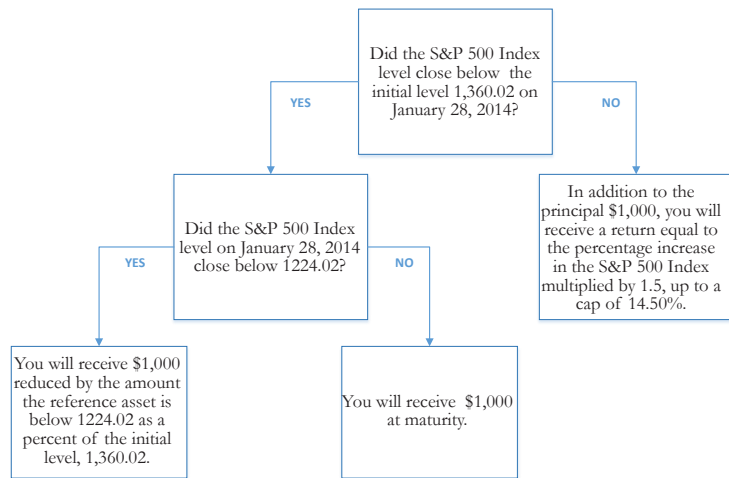 Did the S&P 500 Index
level close below the
initial level 1,360.02 on
January 28, 2014?
YES
NO
Did the S&P 500 Index
level on January 28, 2014
close below 1224.02?
In addition to the
principal $1,000, you will
receive a return equal to
the percentage increase
in the S&P 500 Index
multiplied by 1.5, up to a
cap of 14.50%.
YES
NO
You will receive $1,000
reduced by the amount
the reference asset is
below 1224.02 as a
percent of the initial
level, 1,360.02.
You will receive $1,000
at maturity.